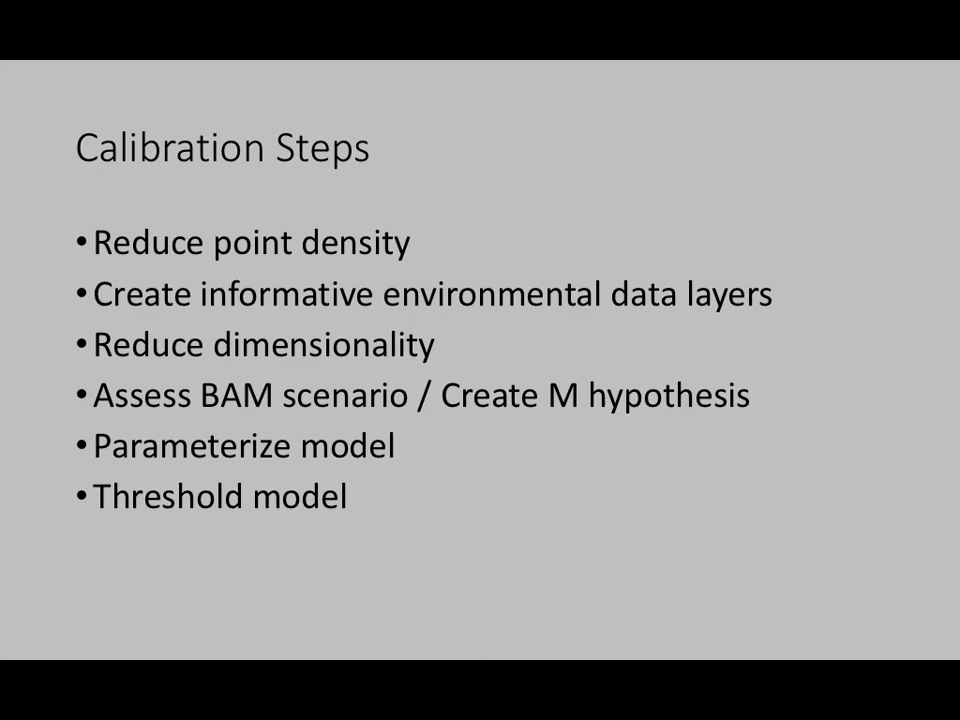 Calibration Steps
• Reduce point density
• Create informative environmental data layers
• Reduce dimensionality
• Assess BAM scenario / Create M hypothesis
• Parameterize model
• Threshold model